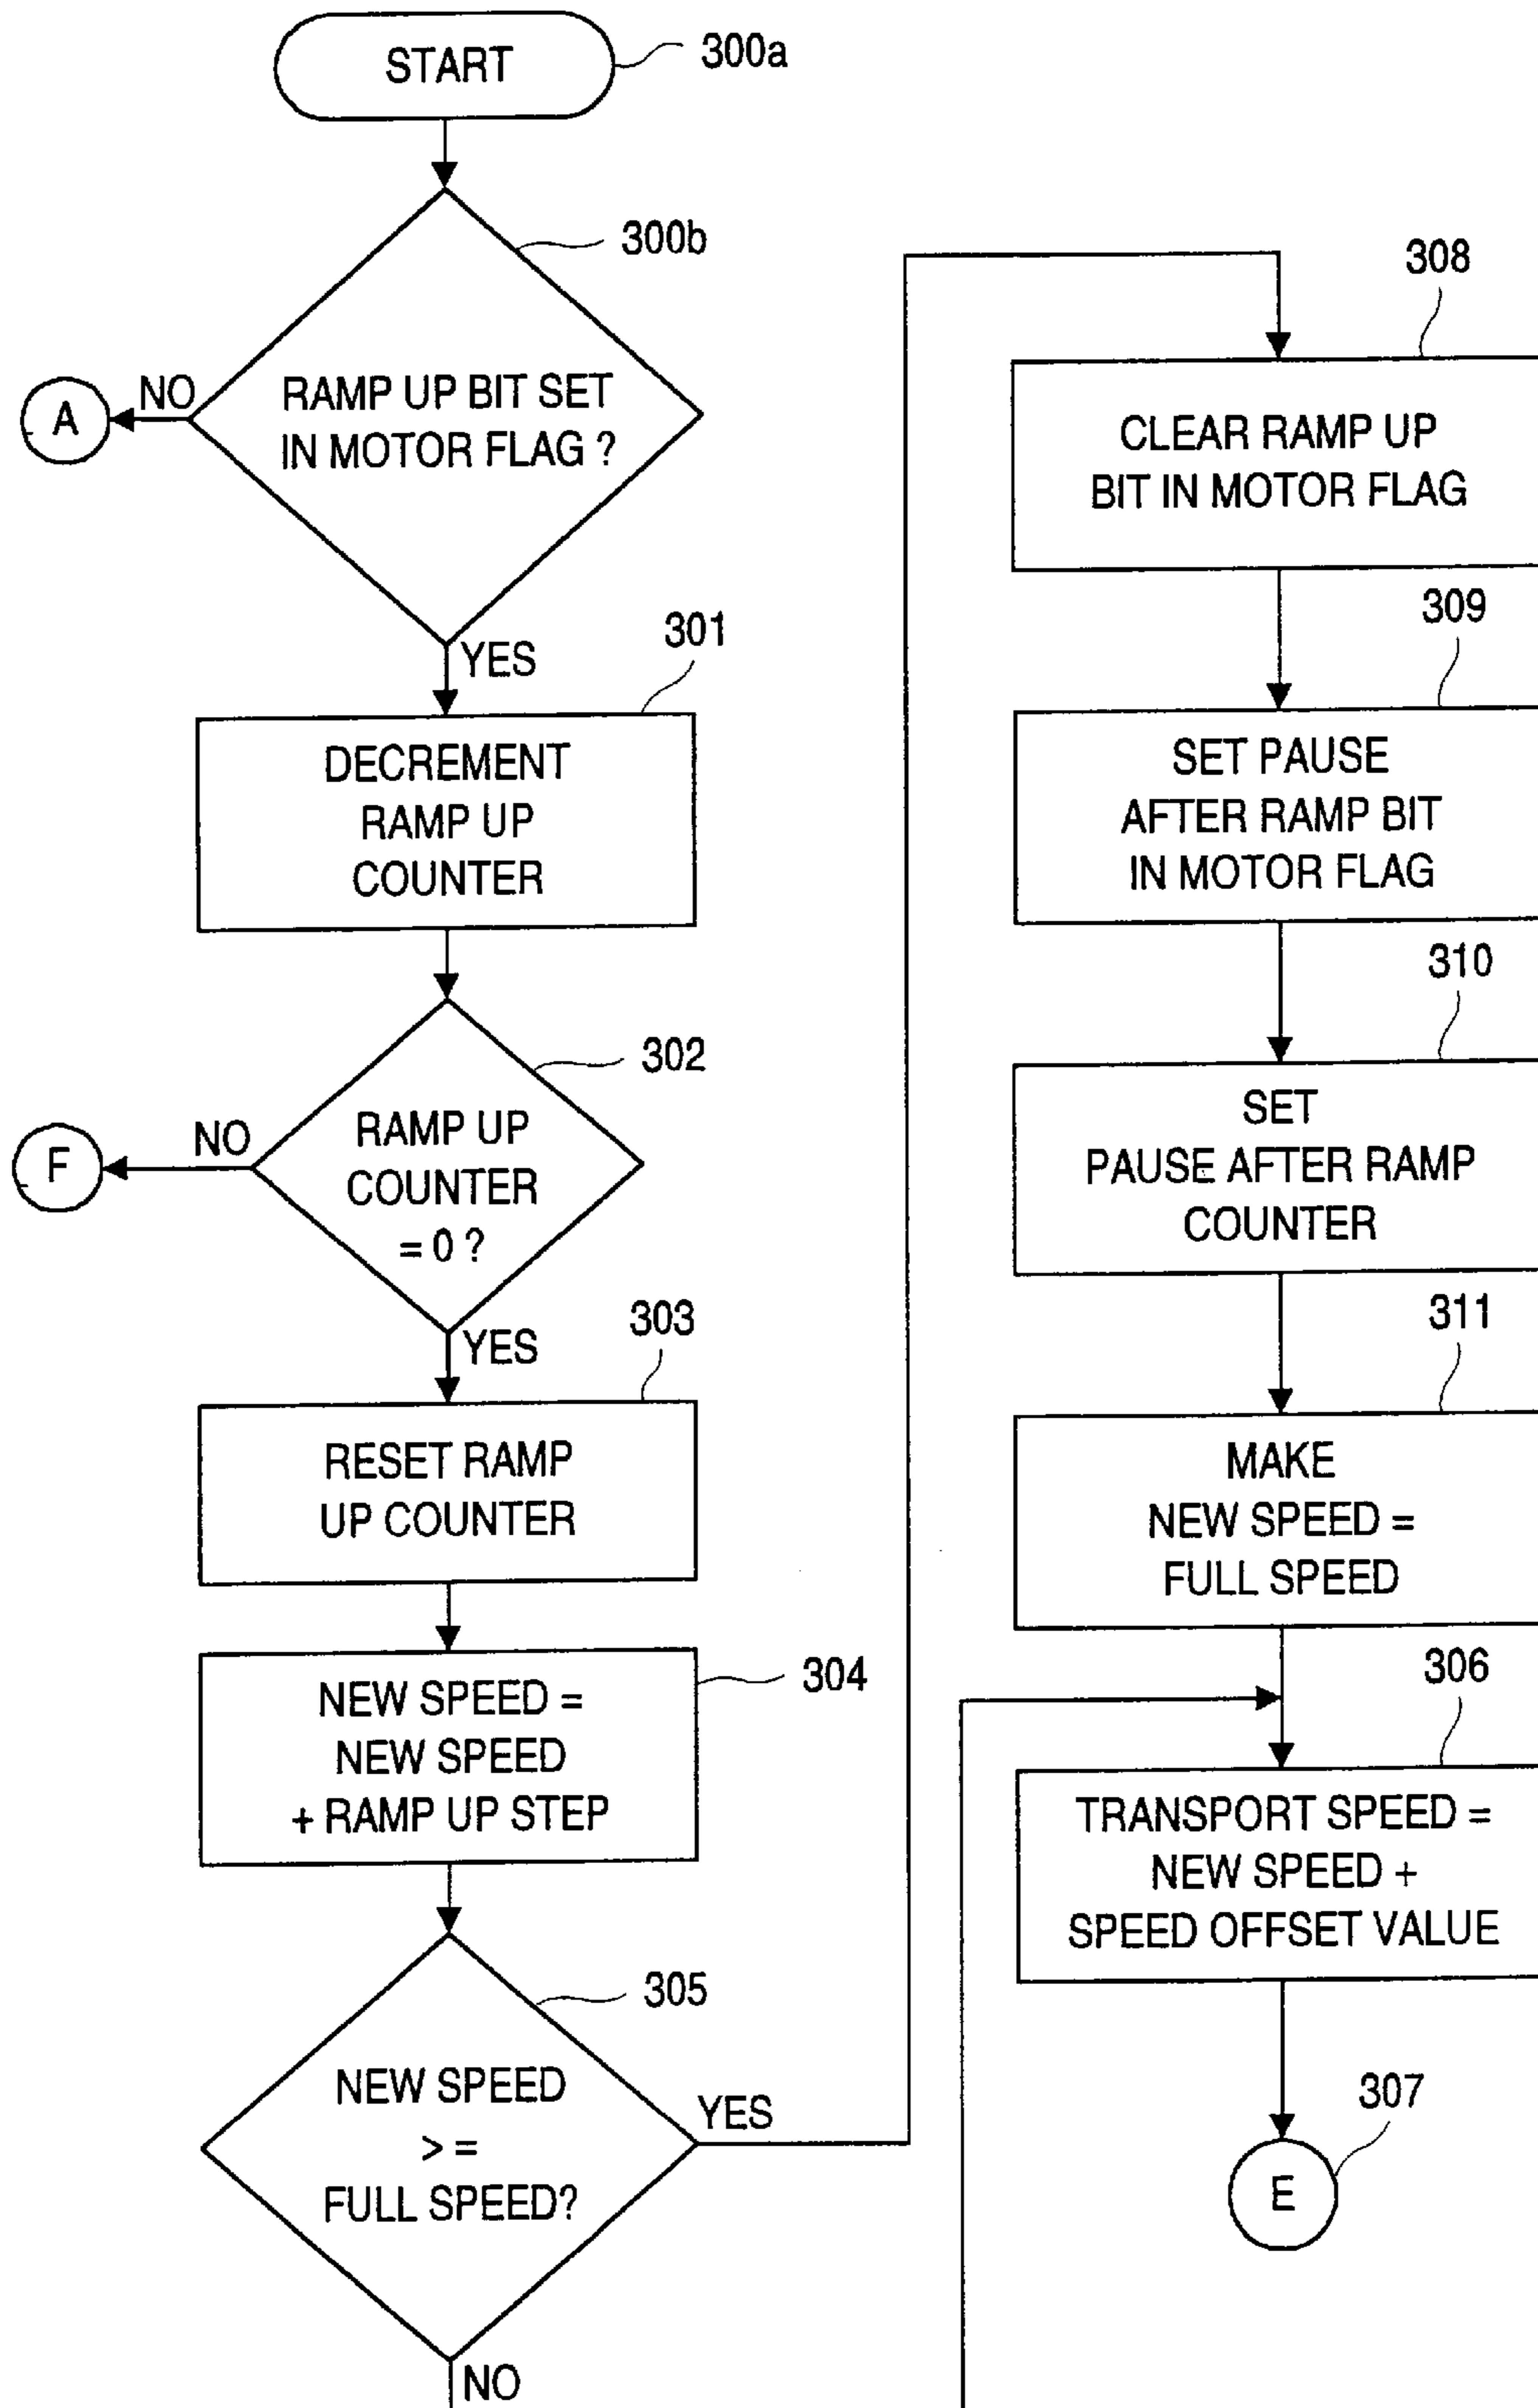 START
300a
300b
RAMP UP BIT SET
IN MOTOR FLAG ?
NO
A
YES
301
DECREMENT
RAMP UP
COUNTER
302
RAMP UP
COUNTER
= 0 ?
NO
F
YES
303
RESET RAMP
UP COUNTER
304
NEW SPEED =
NEW SPEED
+ RAMP UP STEP
305
NEW SPEED
> =
FULL SPEED?
YES
NO
308
CLEAR RAMP UP
BIT IN MOTOR FLAG
309
SET PAUSE
AFTER RAMP BIT
IN MOTOR FLAG
310
SET
PAUSE AFTER RAMP
COUNTER
311
MAKE
NEW SPEED =
FULL SPEED
306
TRANSPORT SPEED =
NEW SPEED +
SPEED OFFSET VALUE
307
E